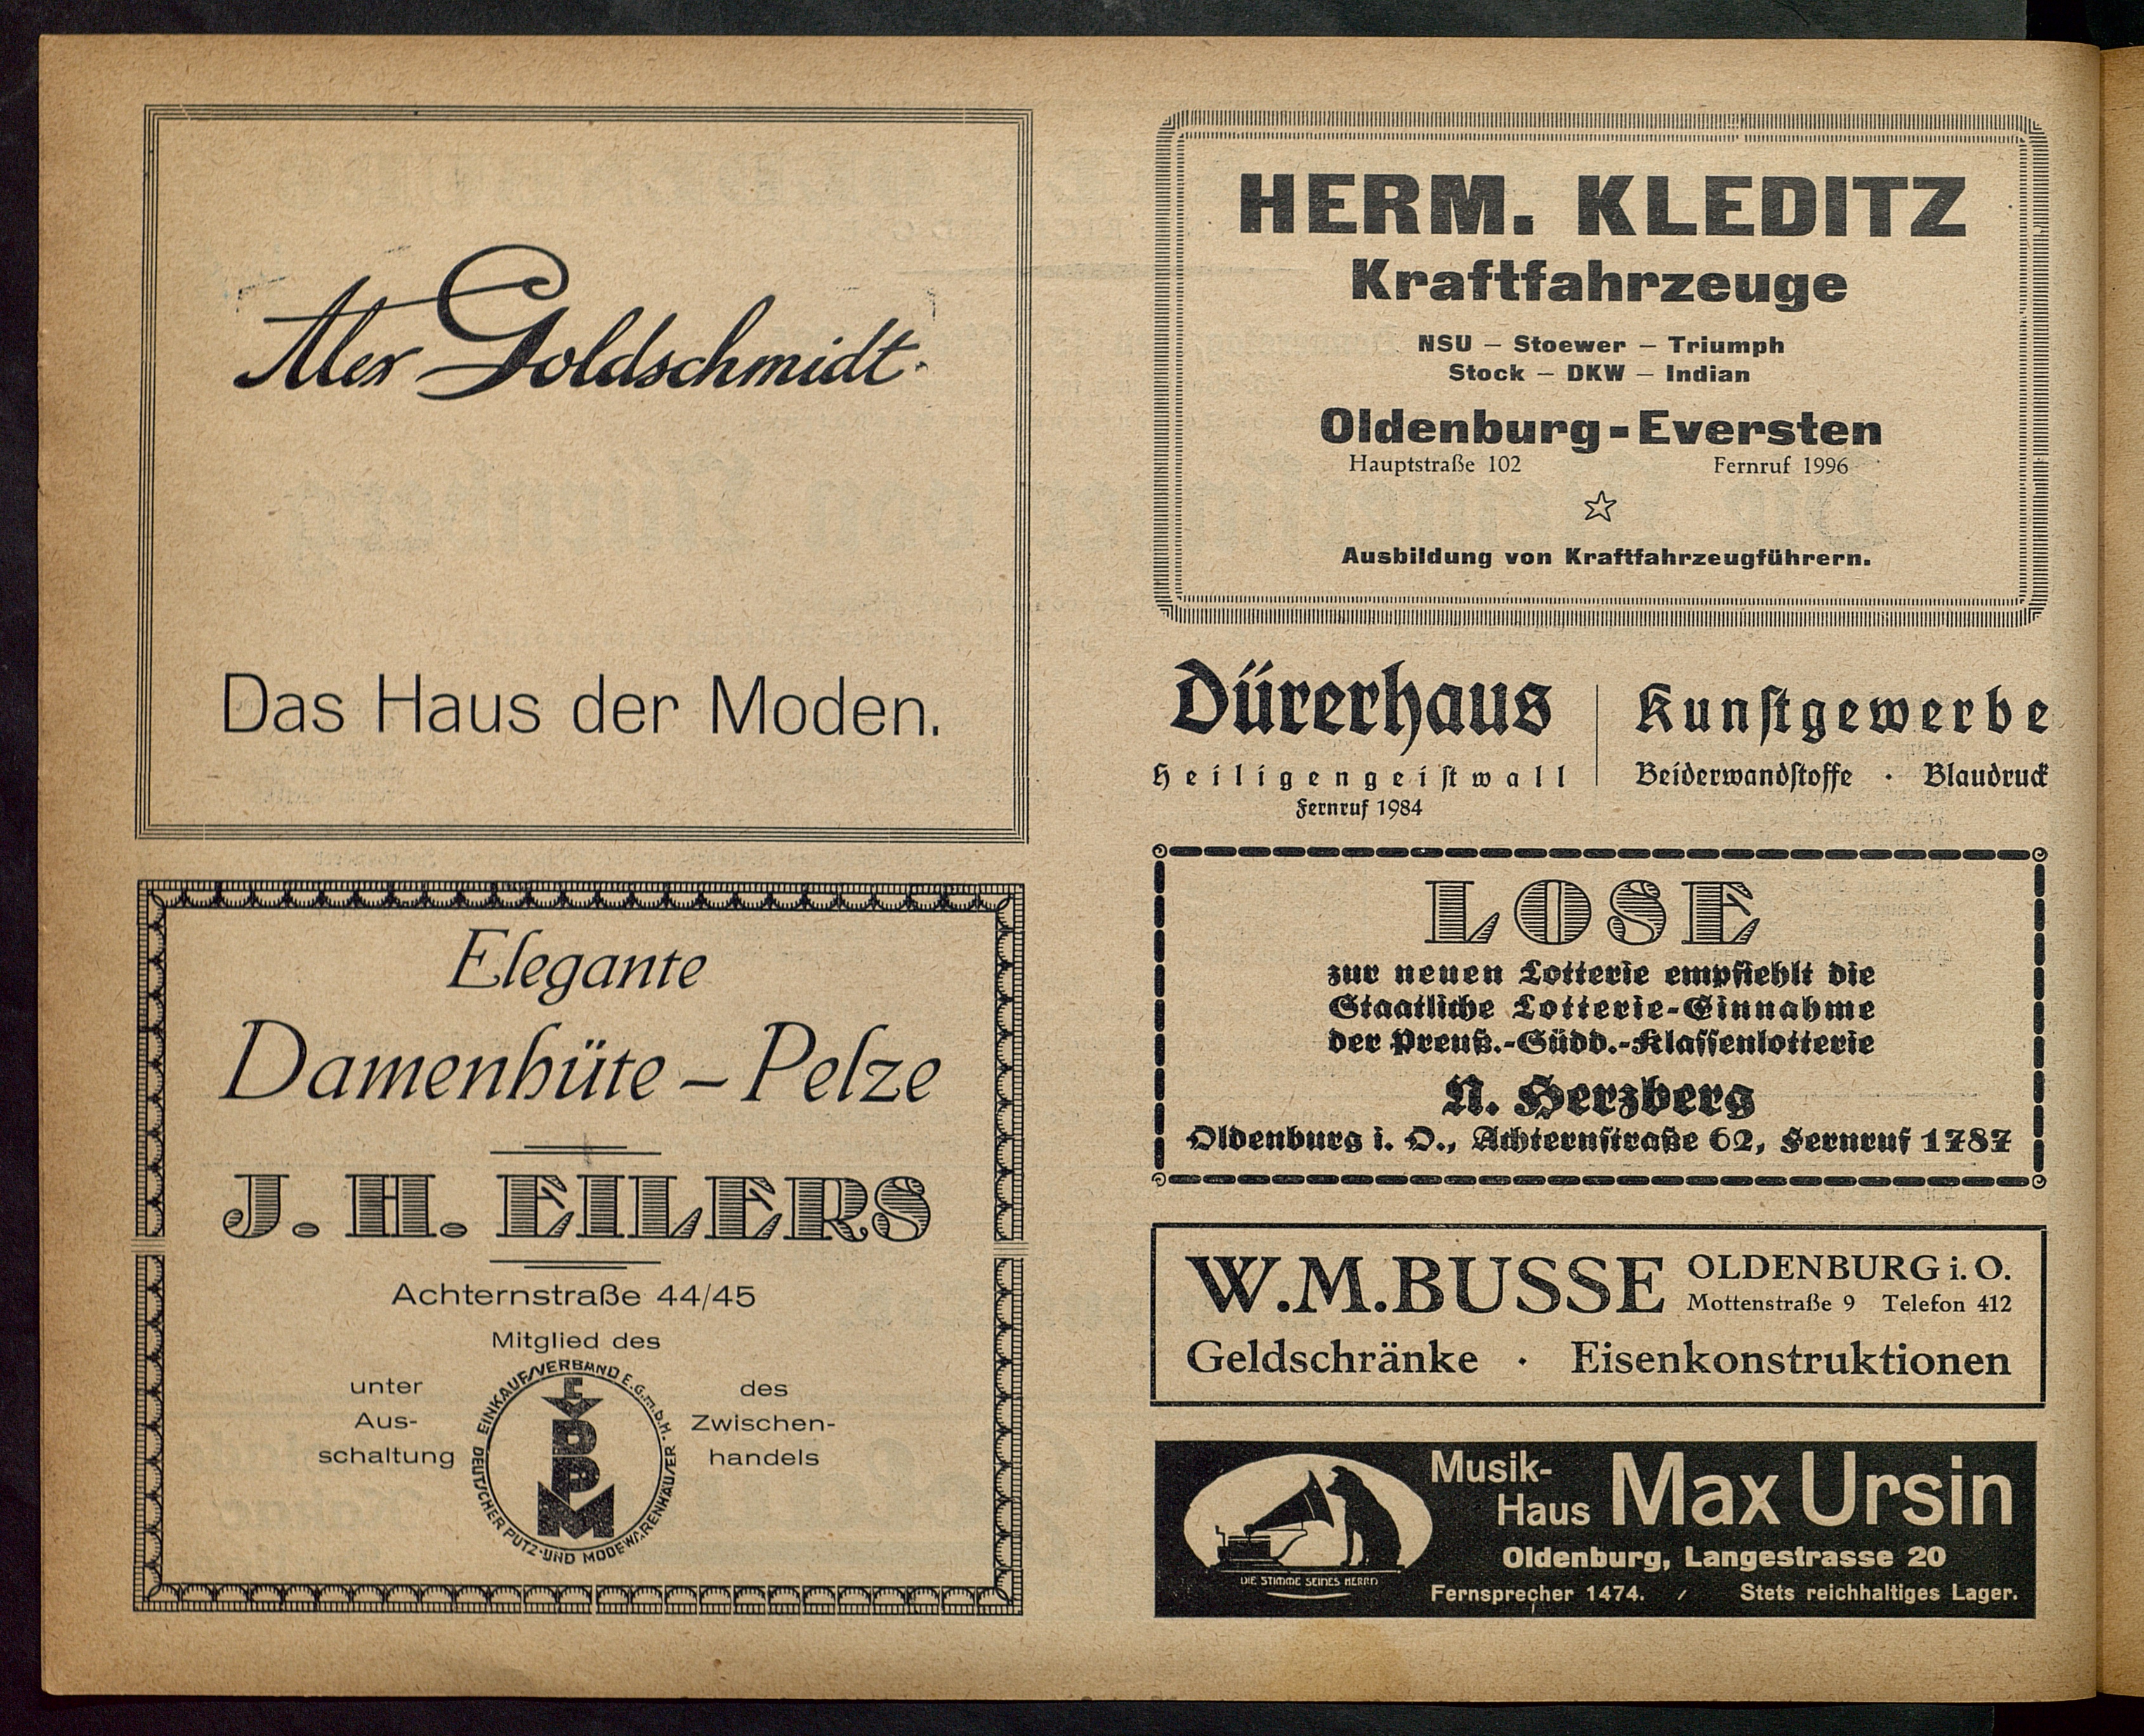 Alex Goldschmidt.
Das Haus der Moden.
Elegante
Damenhüte – Pelze
J. H. EILERS
Achternstraße 44/45
Mitglied des
unter
Aus-
schaltung
EINKAUFSVERBAND E.G.m.b.H.
DEUTSCHER PUTZ-UND MODEWARENHÄUSER
EV
D
P
M
des
Zwischen-
handels
HERM. KLEDITZ
Kraftfahrzeuge
NSU – Stoewer – Triumph
Stock – DKW – Indian
Oldenburg-Eversten
Hauptstraße 102 Fernruf 1996
Ausbildung von Kraftfahrzeugführern.
Dürerhaus
Heiligengeistwall
Fernruf 1984
Kunstgewerbe
Beiderwandstoffe · Blaudruck
LOSE
zur neuen Lotterie empfiehlt die
Staatliche Lotterie-Einnahme
der Preuß.-Südd.-Klassenlotterie
N. Herzberg
Oldenburg i. O., Achternstraße 62, Fernruf 1787
W.M.BUSSE OLDENBURG i. O.
Mottenstraße 9 Telefon 412
Geldschränke · Eisenkonstruktionen
Musik-
Haus Max Ursin
Oldenburg, Langestrasse 20
Fernsprecher 1474. / Stets reichhaltiges Lager.
DIE STIMME SEINES HERRN